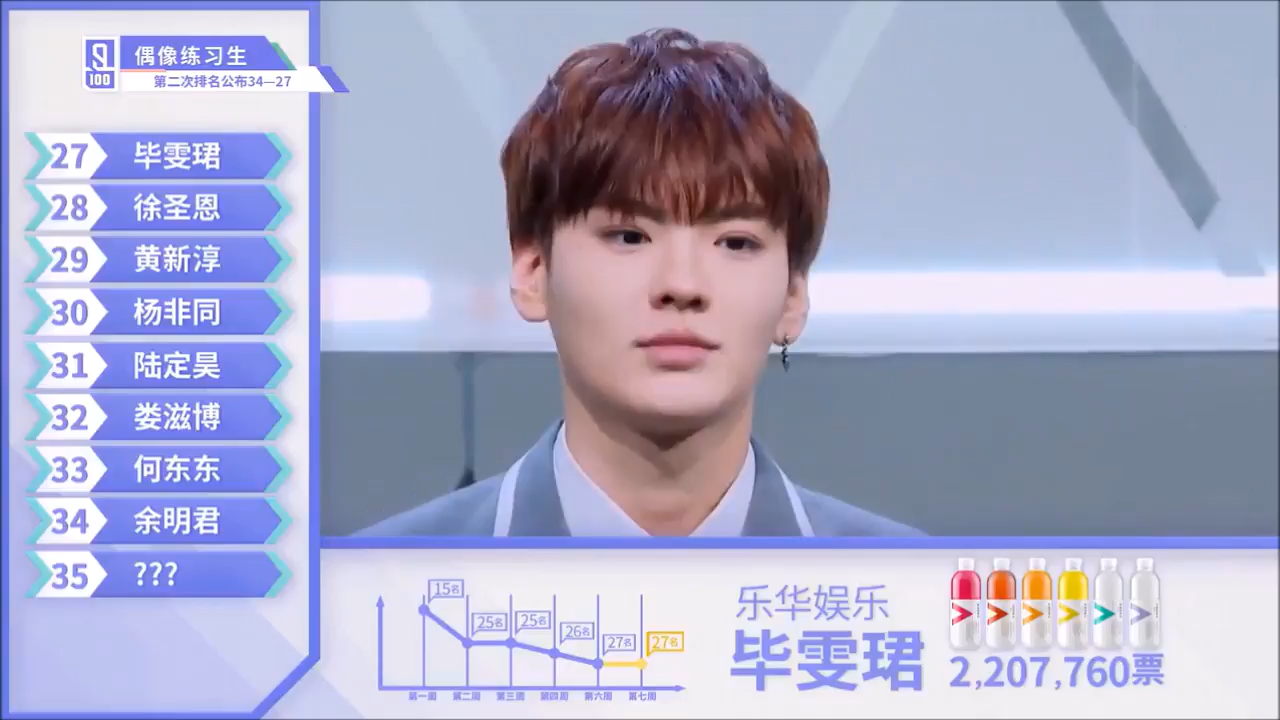 100
偶像练习生
第二次排名公布34—27
27 毕雯珺
28 徐圣恩
29 黄新淳
30 杨非同
31 陆定昊
32 娄滋博
33 何东东
34 余明君
35 ???
15名
25名
25名
26名
27名
27名
第一周 第二周 第三周 第四周 第六周 第七周
乐华娱乐
毕雯珺
2,207,760票